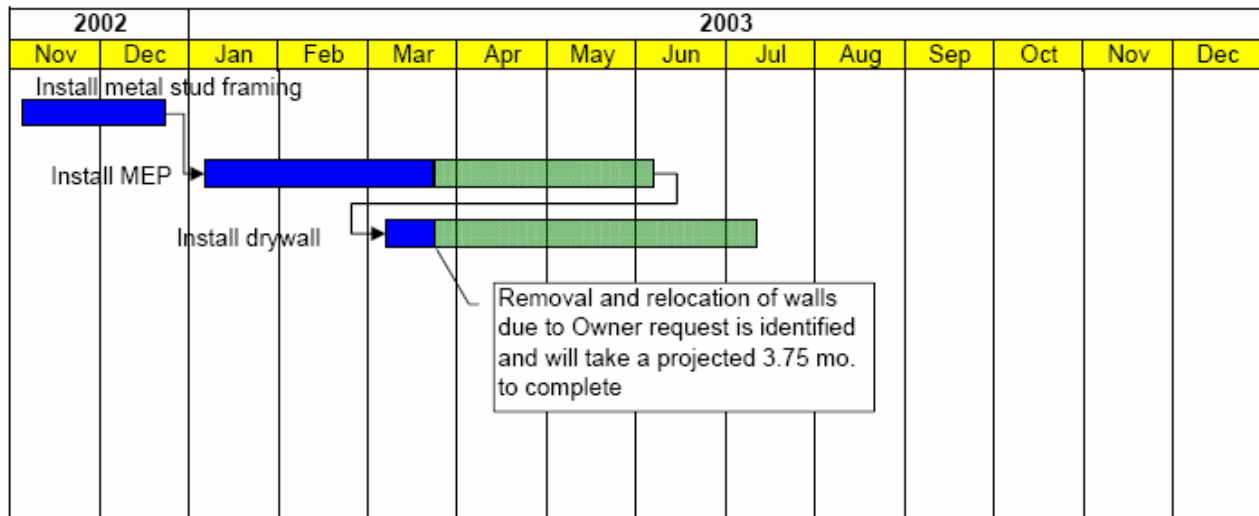 2002 2003
Nov Dec Jan Feb Mar Apr May Jun Jul Aug Sep Oct Nov Dec
Install metal stud framing
Install MEP
Install drywall
Removal and relocation of walls
due to Owner request is identified
and will take a projected 3.75 mo.
to complete